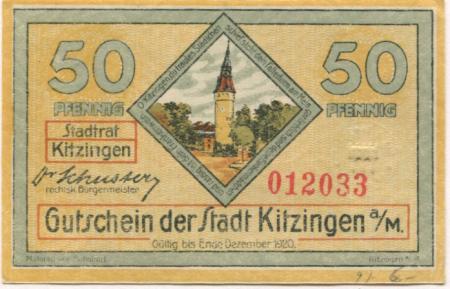 50
PFENNIG
50
PFENNIG
Stadtrat
Kitzingen
Dr Schuster
rechtsk. Bürgermeister
012033
Gutschein der Stadt Kitzingen a/M.
Gültig bis Ende Dezember 1920.